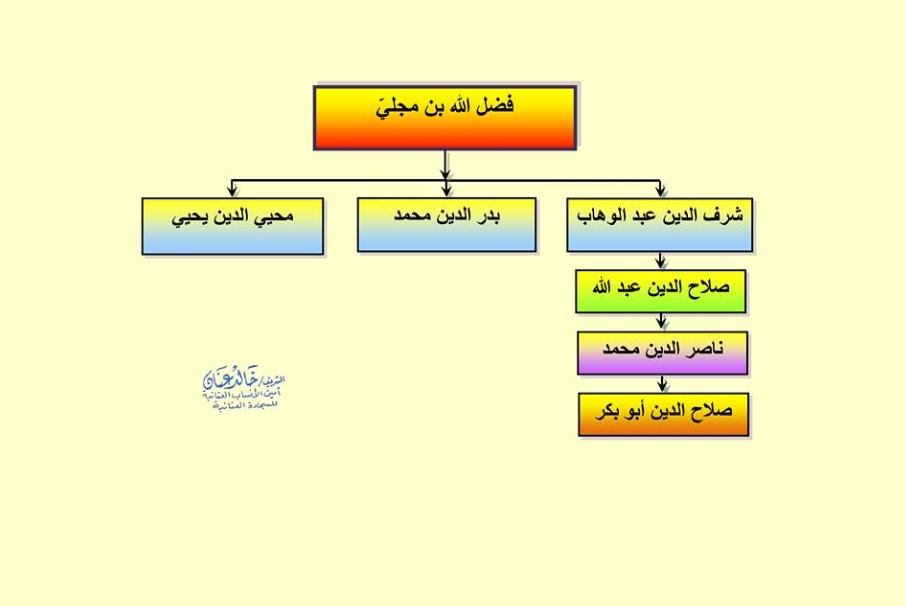 فضل الله بن مجليّ
شرف الدين عبد الوهاب
بدر الدين محمد
محيي الدين يحيي
صلاح الدين عبد الله
ناصر الدين محمد
صلاح الدين أبو بكر
الشريف/ خالد عنان
أمين الأنساب العنانية
للسجادة العنانية